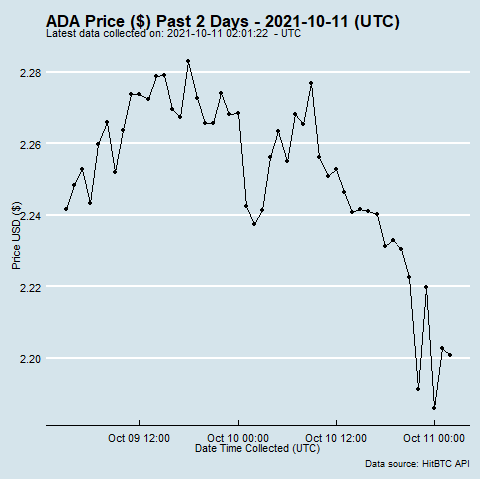 ADA Price ($) Past 2 Days - 2021-10-11 (UTC)
Latest data collected on: 2021-10-11 02:01:22  - UTC
2.28
2.26
2.24
2.22
2.20
Price USD ($)
Oct 09 12:00
Oct 10 00:00
Oct 10 12:00
Oct 11 00:00
Date Time Collected (UTC)
Data source: HitBTC API